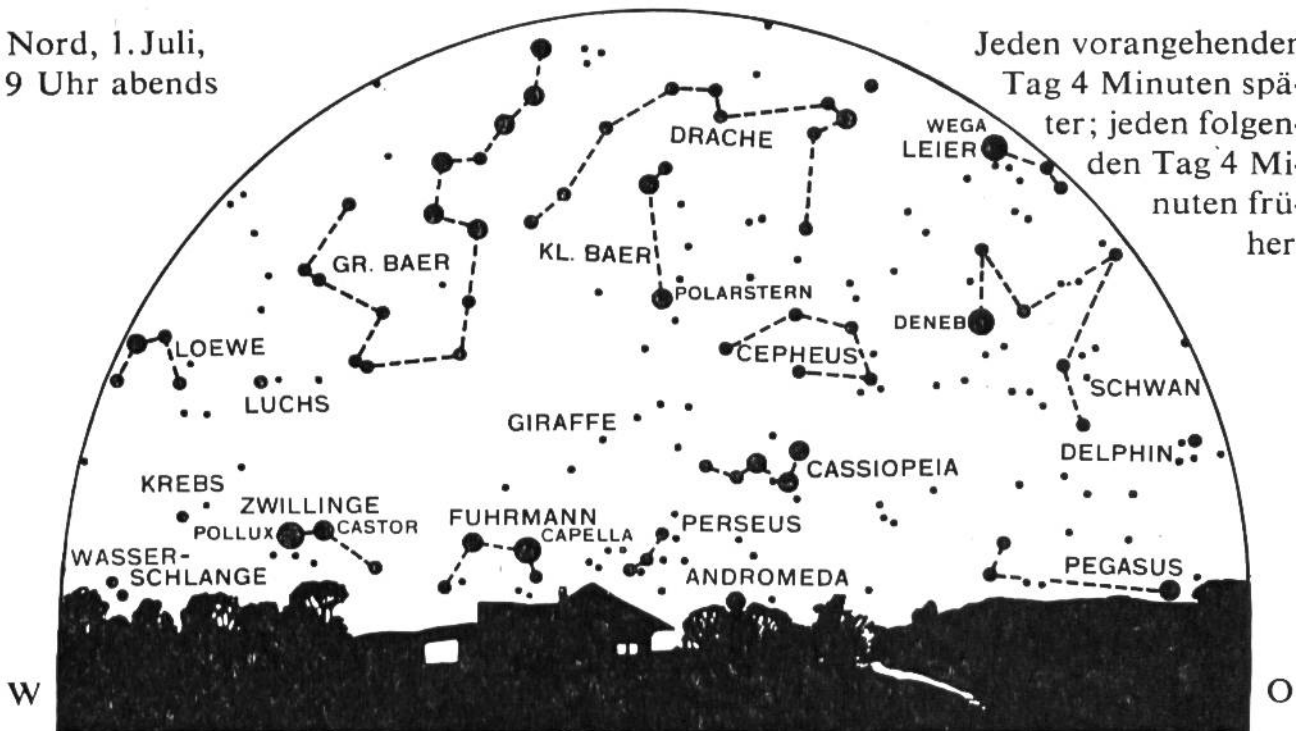 Nord, 1. Juli,
9 Uhr abends
Jeden vorangehenden
Tag 4 Minuten spä-
ter; jeden folgen-
den Tag 4 Mi-
nuten frü-
her
DRACHE
WEGA
LEIER
GR. BAER
KL. BAER
POLARSTERN
DENEB
LOEWE
CEPHEUS
LUCHS
SCHWAN
GIRAFFE
DELPHIN
CASSIOPEIA
KREBS
ZWILLINGE
POLLUX
CASTOR
FUHRMANN
CAPELLA
PERSEUS
WASSER-
SCHLANGE
ANDROMEDA
PEGASUS
W
O